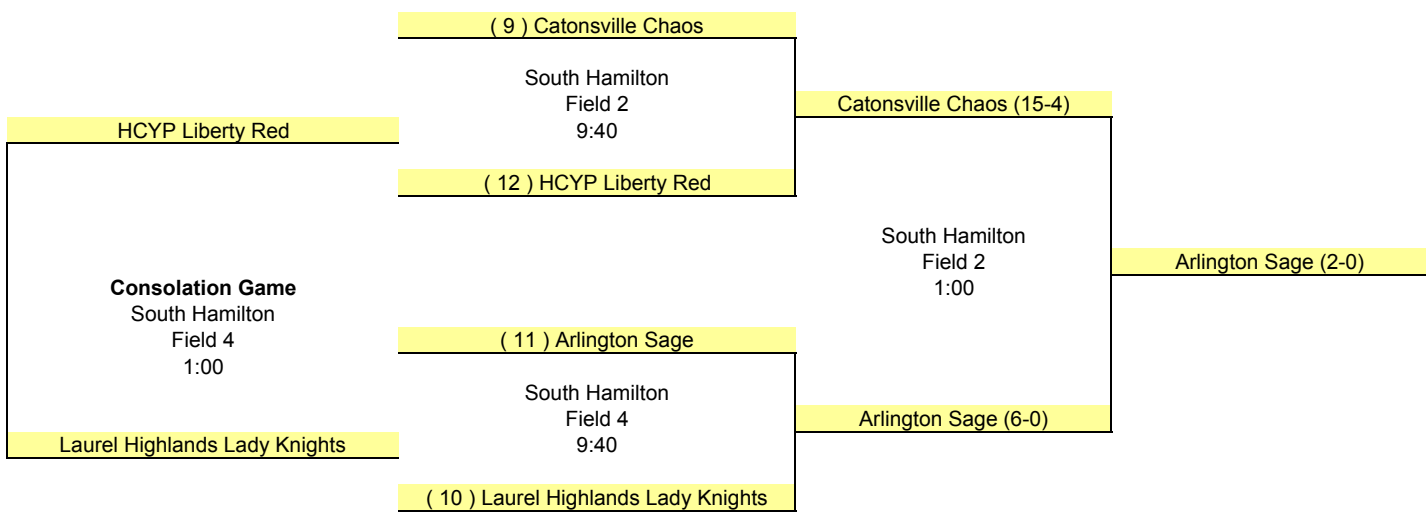 ( 9 ) Catonsville Chaos
South Hamilton
Field 2
9:40
Catonsville Chaos (15-4)
HCYP Liberty Red
( 12 ) HCYP Liberty Red
South Hamilton
Field 2
1:00
Arlington Sage (2-0)
Consolation Game
South Hamilton
Field 4
1:00
( 11 ) Arlington Sage
South Hamilton
Field 4
9:40
Arlington Sage (6-0)
Laurel Highlands Lady Knights
( 10 ) Laurel Highlands Lady Knights